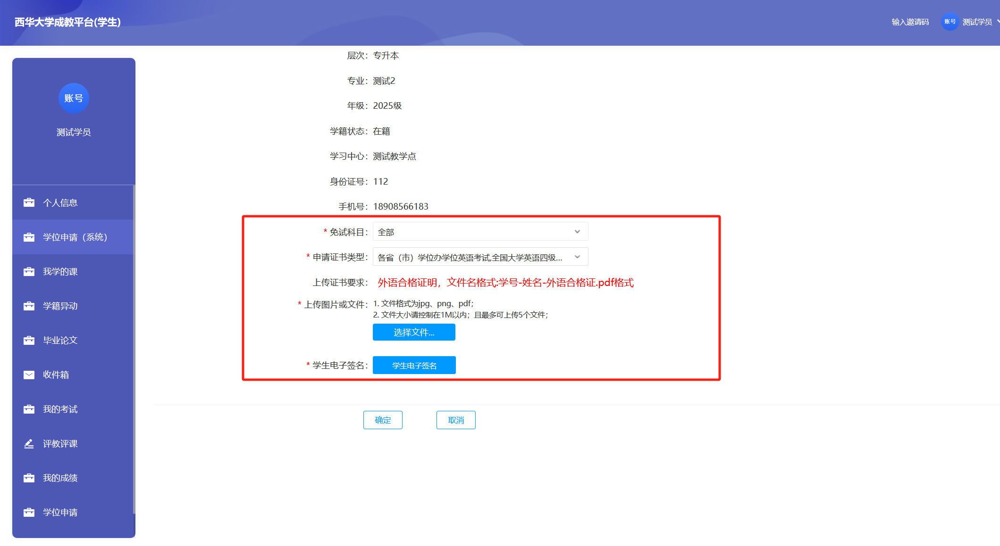 西华大学成教平台(学生)
输入邀请码
账号
测试学员
账号
测试学员
个人信息
学位申请（系统）
我学的课
学籍异动
毕业论文
收件箱
我的考试
评教评课
我的成绩
学位申请
层次：专升本
专业：测试2
年级：2025级
学籍状态：在籍
学习中心：测试教学点
身份证号：112
手机号：18908566183
* 免试科目：全部
* 申请证书类型：各省（市）学位办学位英语考试,全国大学英语四级...
上传证书要求：外语合格证明，文件名格式:学号-姓名-外语合格证.pdf格式
* 上传图片或文件：1. 文件格式为jpg、png、pdf；
2. 文件大小请控制在1M以内；且最多可上传5个文件；
选择文件...
* 学生电子签名：学生电子签名
确定
取消